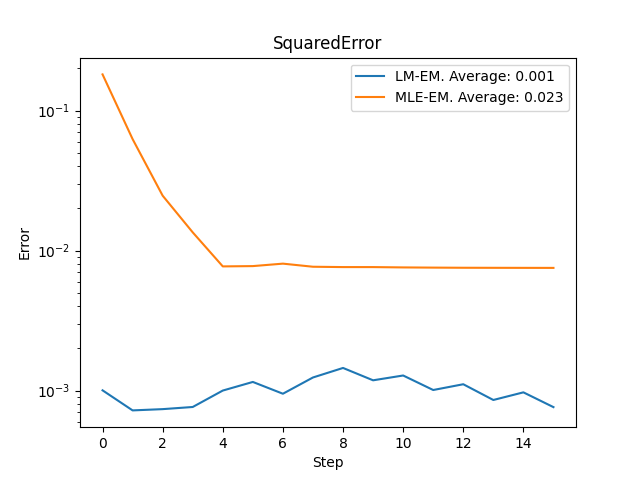 SquaredError
LM-EM. Average: 0.001
MLE-EM. Average: 0.023
Error
10⁻¹
10⁻²
10⁻³
0 2 4 6 8 10 12 14
Step